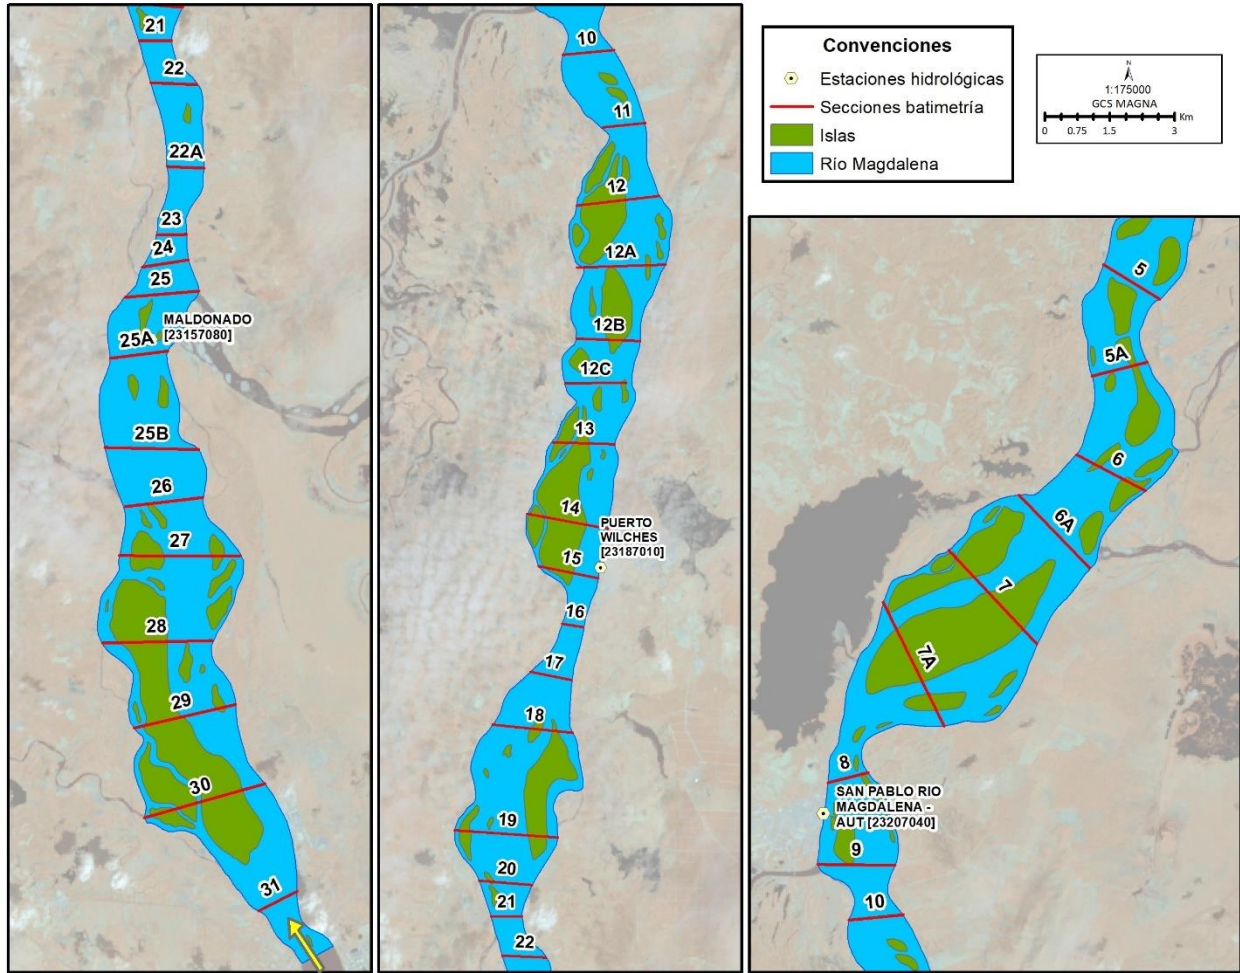 21
22
22A
23
24
25
MALDONADO
[23157080]
25A
25B
26
27
28
29
30
31
10
11
12
12A
12B
12C
13
14
PUERTO
WILCHES
[23187010]
15
16
17
18
19
20
21
22
Convenciones
Estaciones hidrológicas
Secciones batimetría
Islas
Río Magdalena
N
1:175000
GCS MAGNA
0 0.75 1.5 3 Km
5
5A
6
6A
7
7A
8
SAN PABLO RIO
MAGDALENA -
AUT [23207040]
9
10